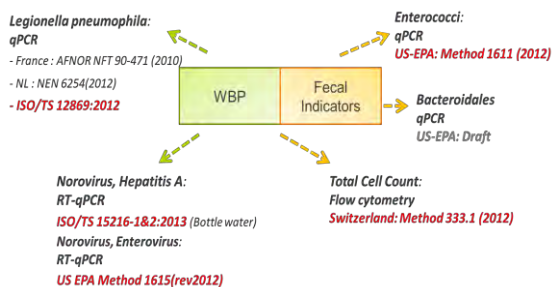 Legionella pneumophila:
qPCR
- France : AFNOR NFT 90-471 (2010)
- NL : NEN 6254(2012)
- ISO/TS 12869:2012
Enterococci:
qPCR
US-EPA: Method 1611 (2012)
WBP
Fecal
Indicators
Bacteroidales
qPCR
US-EPA: Draft
Norovirus, Hepatitis A:
RT-qPCR
ISO/TS 15216-1&2:2013 (Bottle water)
Norovirus, Enterovirus:
RT-qPCR
US EPA Method 1615(rev2012)
Total Cell Count:
Flow cytometry
Switzerland: Method 333.1 (2012)